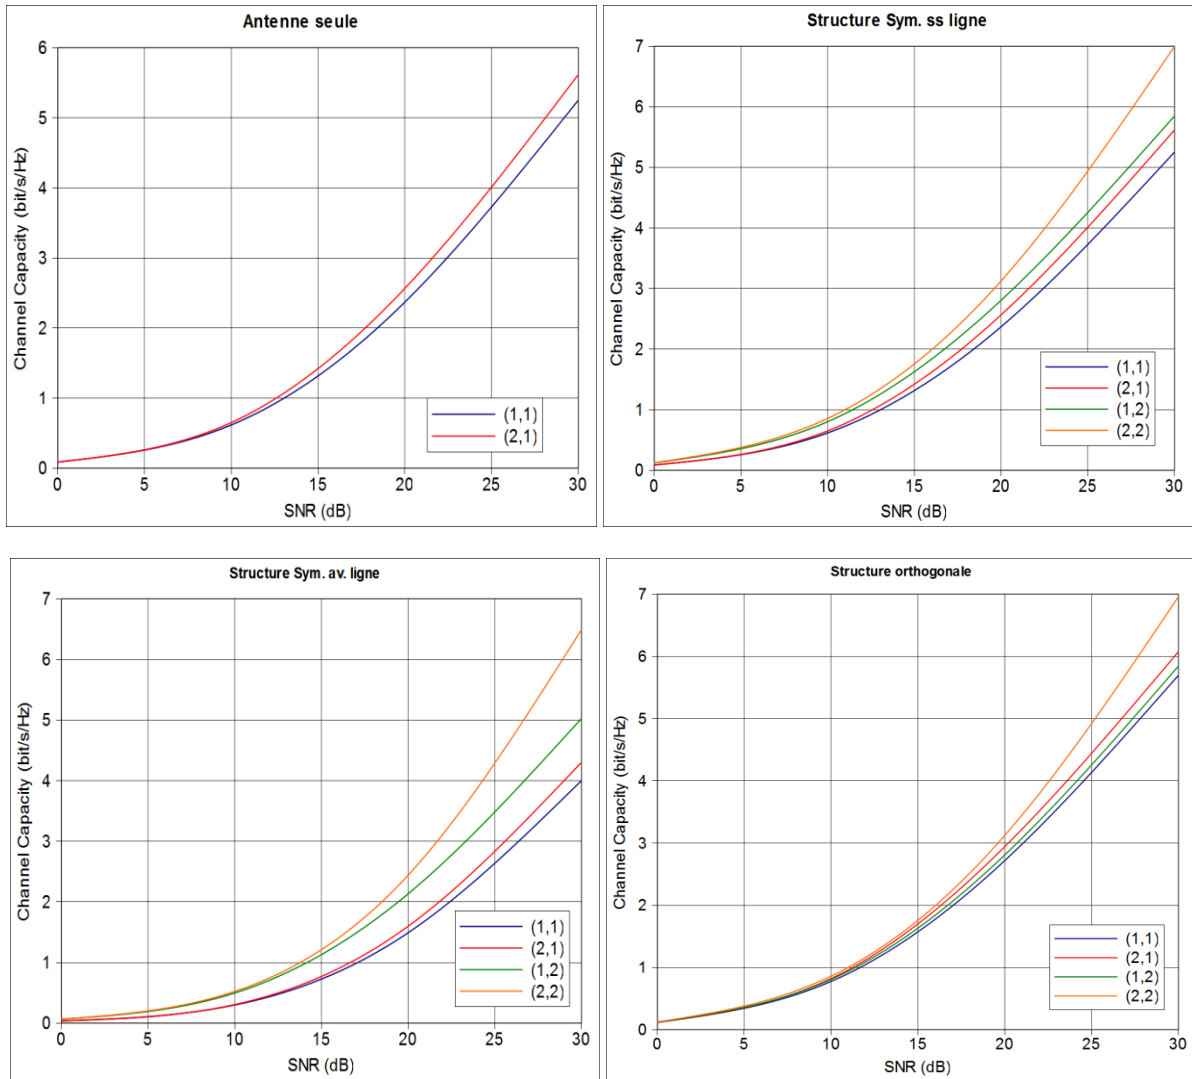 Antenne seule
Channel Capacity (bit/s/Hz)
6
5
4
3
2
1
0
0 5 10 15 20 25 30
SNR (dB)
(1,1)
(2,1)
Structure Sym. ss ligne
Channel Capacity (bit/s/Hz)
7
6
5
4
3
2
1
0
0 5 10 15 20 25 30
SNR (dB)
(1,1)
(2,1)
(1,2)
(2,2)
Structure Sym. av. ligne
Channel Capacity (bit/s/Hz)
7
6
5
4
3
2
1
0
0 5 10 15 20 25 30
SNR (dB)
(1,1)
(2,1)
(1,2)
(2,2)
Structure orthogonale
Channel Capacity (bit/s/Hz)
7
6
5
4
3
2
1
0
0 5 10 15 20 25 30
SNR (dB)
(1,1)
(2,1)
(1,2)
(2,2)